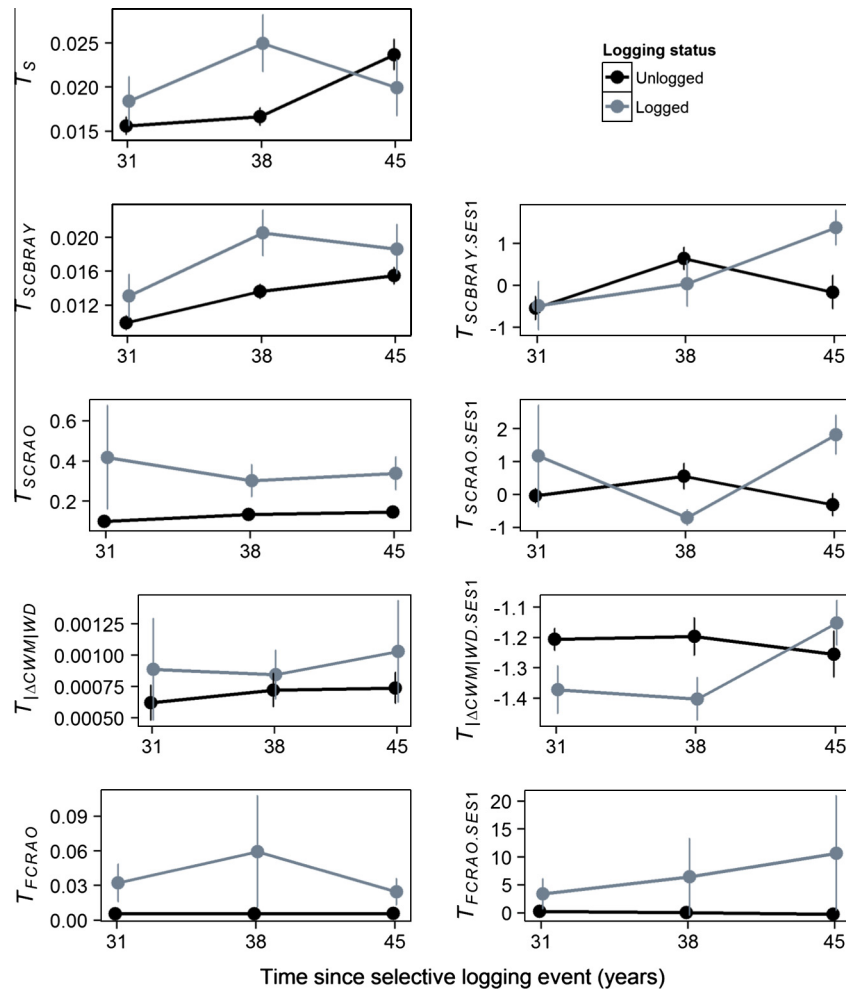 T_S
0.025
0.020
0.015
31 38 45
Logging status
Unlogged
Logged
T_SCBRAY
0.020
0.016
0.012
31 38 45
T_SCBRAY.SES1
1
0
-1
31 38 45
T_SCRAO
0.6
0.4
0.2
31 38 45
T_SCRAO.SES1
2
1
0
-1
31 38 45
T_|ΔCWM|WD
0.00125
0.00100
0.00075
0.00050
31 38 45
T_|ΔCWM|WD.SES1
-1.1
-1.2
-1.3
-1.4
31 38 45
T_FCRAO
0.09
0.06
0.03
0.00
31 38 45
T_FCRAO.SES1
20
15
10
5
0
31 38 45
Time since selective logging event (years)